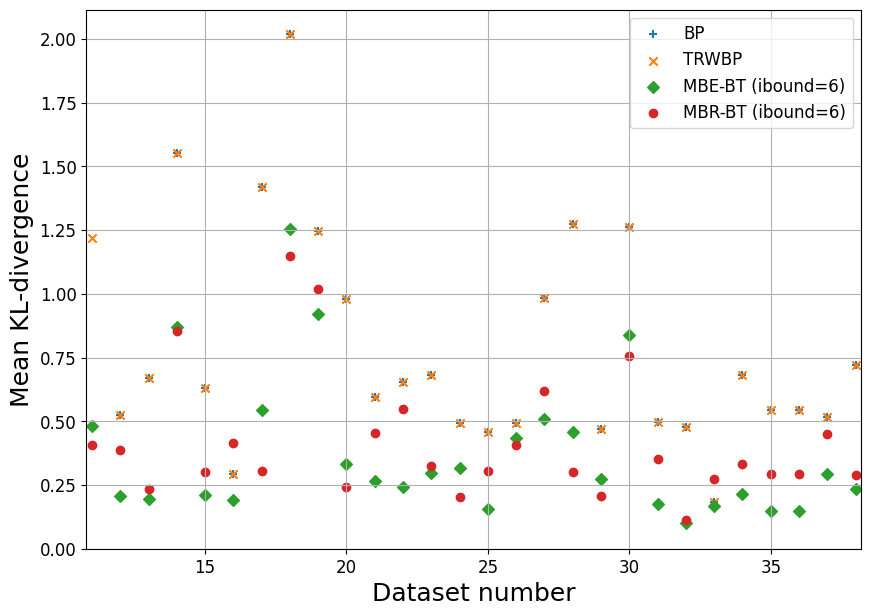 2.00
1.75
1.50
1.25
1.00
0.75
0.50
0.25
0.00
Mean KL-divergence
BP
TRWBP
MBE-BT (ibound=6)
MBR-BT (ibound=6)
15 20 25 30 35
Dataset number